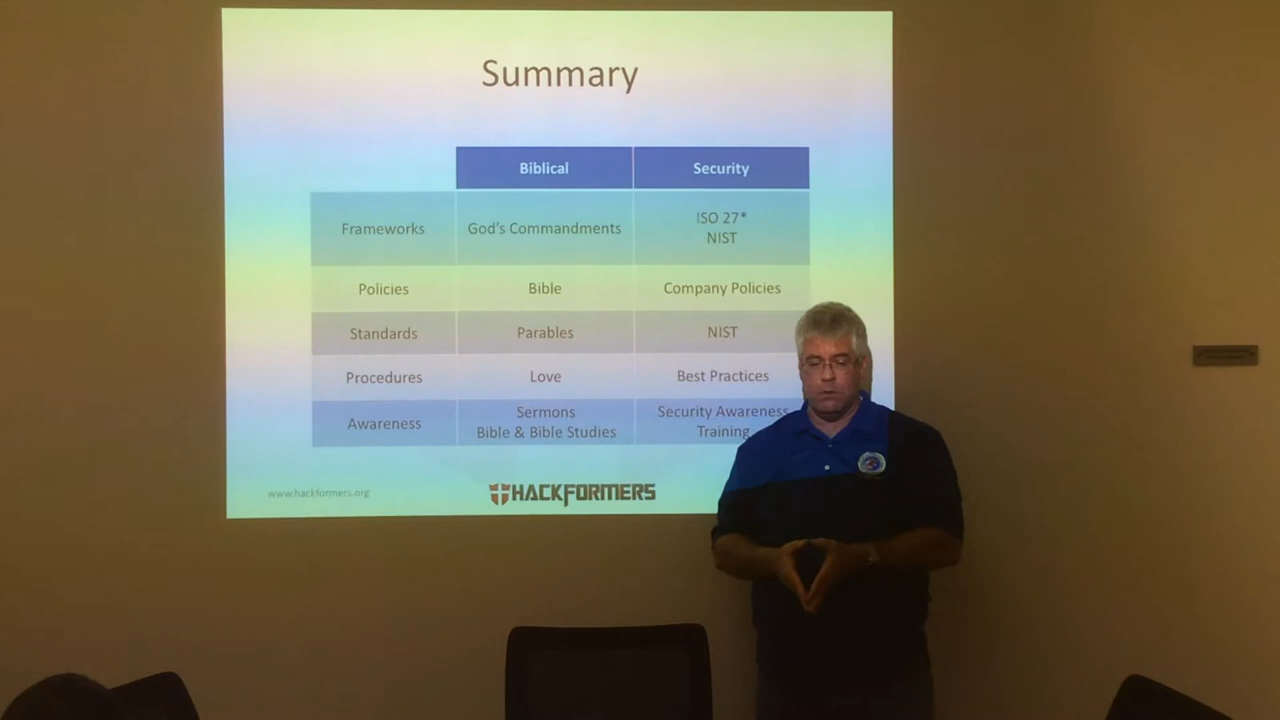 Summary
Biblical Security
Frameworks God's Commandments ISO 27*
NIST
Policies Bible Company Policies
Standards Parables NIST
Procedures Love Best Practices
Awareness Sermons Security Awareness
Bible & Bible Studies Training
www.hackformers.org HACKFORMERS